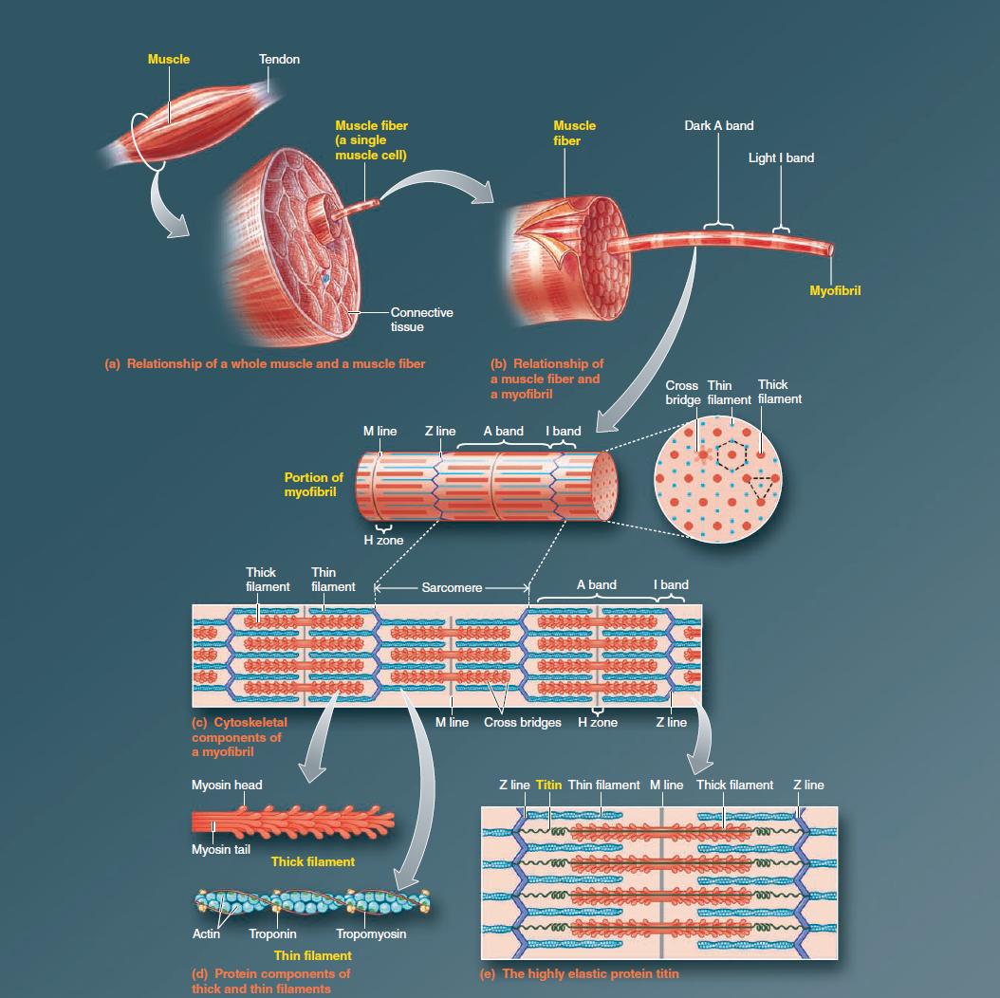 Muscle
Tendon
Muscle fiber
(a single
muscle cell)
Connective
tissue
(a) Relationship of a whole muscle and a muscle fiber
Muscle
fiber
Dark A band
Light I band
Myofibril
(b) Relationship of
a muscle fiber and
a myofibril
Cross
bridge
Thin
filament
Thick
filament
M line
Z line
A band
I band
Portion of
myofibril
H zone
Thick
filament
Thin
filament
Sarcomere
A band
I band
M line
Cross bridges
H zone
Z line
(c) Cytoskeletal
components of
a myofibril
Myosin head
Myosin tail
Thick filament
Actin
Troponin
Tropomyosin
Thin filament
(d) Protein components of
thick and thin filaments
Z line
Titin
Thin filament
M line
Thick filament
Z line
(e) The highly elastic protein titin